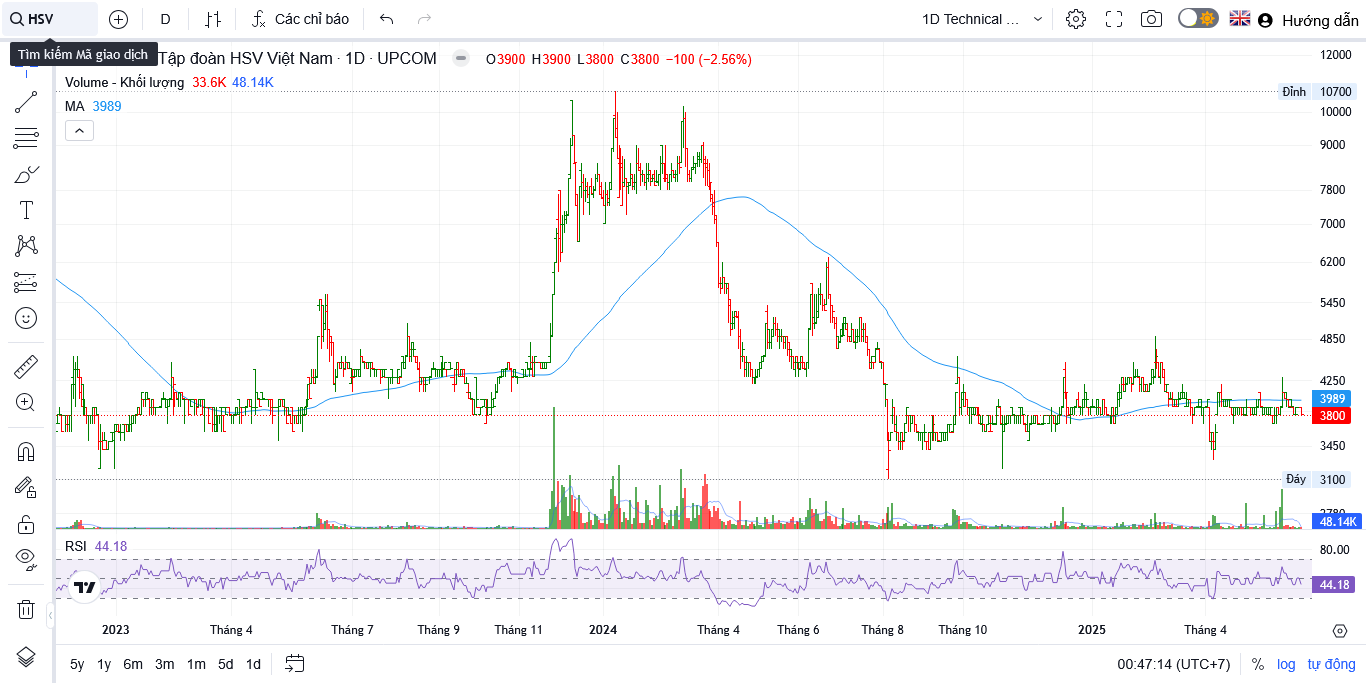 HSV
D
Các chỉ báo
1D Technical ...
Hướng dẫn
Tìm kiếm Mã giao dịch
Tập đoàn HSV Việt Nam · 1D · UPCOM
O3900 H3900 L3800 C3800 −100 (−2.56%)
Volume - Khối lượng 33.6K 48.14K
MA 3989
12000
Đỉnh 10700
10000
9000
7800
7000
6200
5450
4850
4250
3989
3800
3450
Đáy 3100
2780
48.14K
RSI 44.18
80.00
44.18
2023 Tháng 4 Tháng 7 Tháng 9 Tháng 11 2024 Tháng 4 Tháng 6 Tháng 8 Tháng 10 2025 Tháng 4
5y 1y 6m 3m 1m 5d 1d
00:47:14 (UTC+7) % log tự động